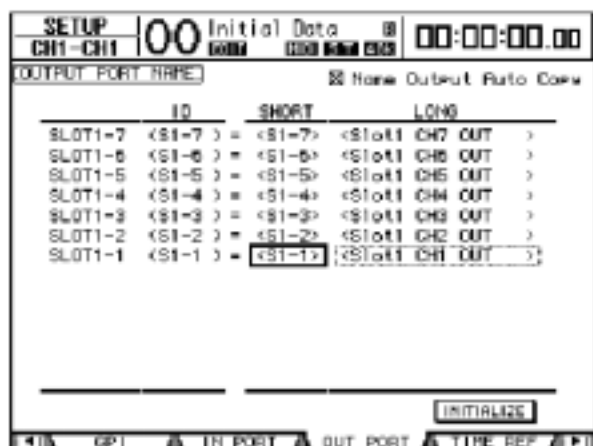 SETUP
CH1-CH1
00 Initial Data
EDIT
00:00:00.00
OUTPUT PORT NAME
Name Output Auto Copy
ID SHORT LONG
SLOT1-7 (S1-7 ) = <S1-7> <Slot1 CH7 OUT >
SLOT1-6 (S1-6 ) = <S1-6> <Slot1 CH6 OUT >
SLOT1-5 (S1-5 ) = <S1-5> <Slot1 CH5 OUT >
SLOT1-4 (S1-4 ) = <S1-4> <Slot1 CH4 OUT >
SLOT1-3 (S1-3 ) = <S1-3> <Slot1 CH3 OUT >
SLOT1-2 (S1-2 ) = <S1-2> <Slot1 CH2 OUT >
SLOT1-1 (S1-1 ) = <S1-1> <Slot1 CH1 OUT >
INITIALIZE
GPI IN PORT OUT PORT TIME REF